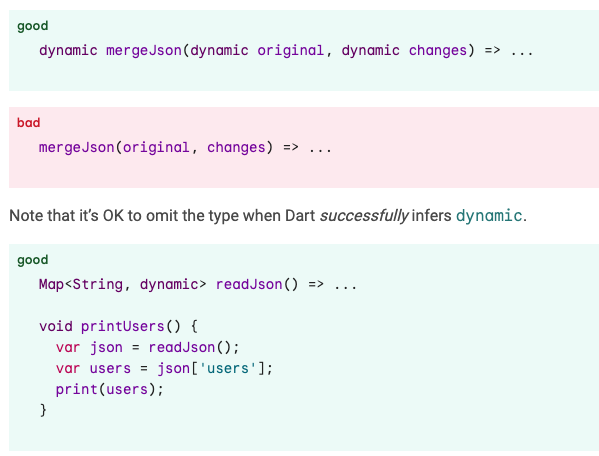 good
dynamic mergeJson(dynamic original, dynamic changes) => ...
bad
mergeJson(original, changes) => ...
Note that it’s OK to omit the type when Dart successfully infers dynamic.
good
Map<String, dynamic> readJson() => ...
void printUsers() {
  var json = readJson();
  var users = json['users'];
  print(users);
}